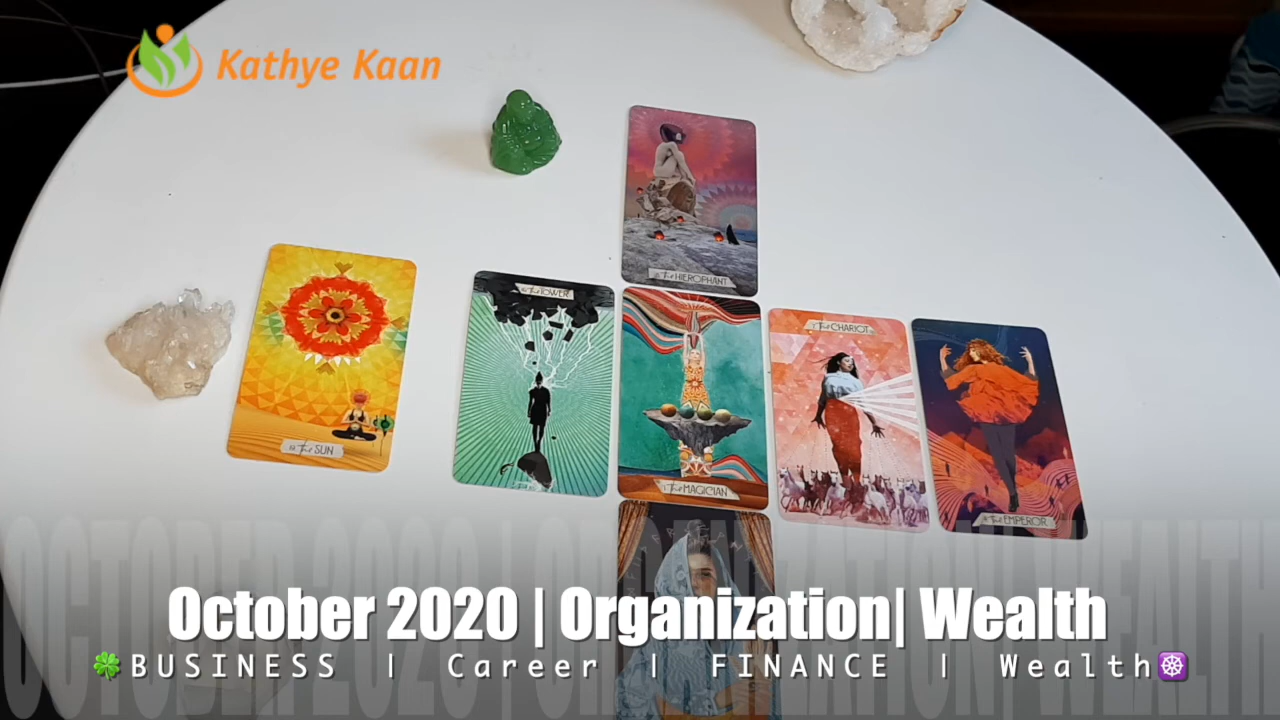 Kathye Kaan
The HIEROPHANT
The TOWER
The CHARIOT
The SUN
The MAGICIAN
The EMPEROR
October 2020 | Organization| Wealth
🍀BUSINESS | Career | FINANCE | Wealth☸️